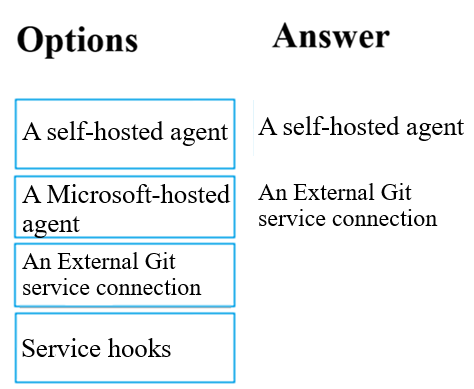 Options
Answer
A self-hosted agent
A self-hosted agent
A Microsoft-hosted
agent
An External Git
service connection
An External Git
service connection
Service hooks